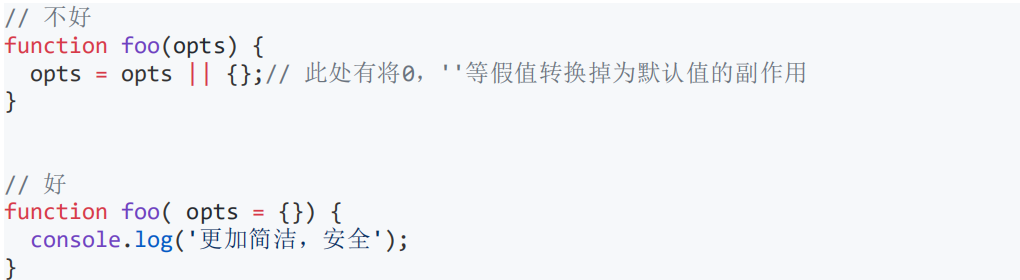 // 不好
function foo(opts) {
  opts = opts || {};// 此处有将0，''等假值转换掉为默认值的副作用
}
// 好
function foo( opts = {}) {
  console.log('更加简洁，安全');
}